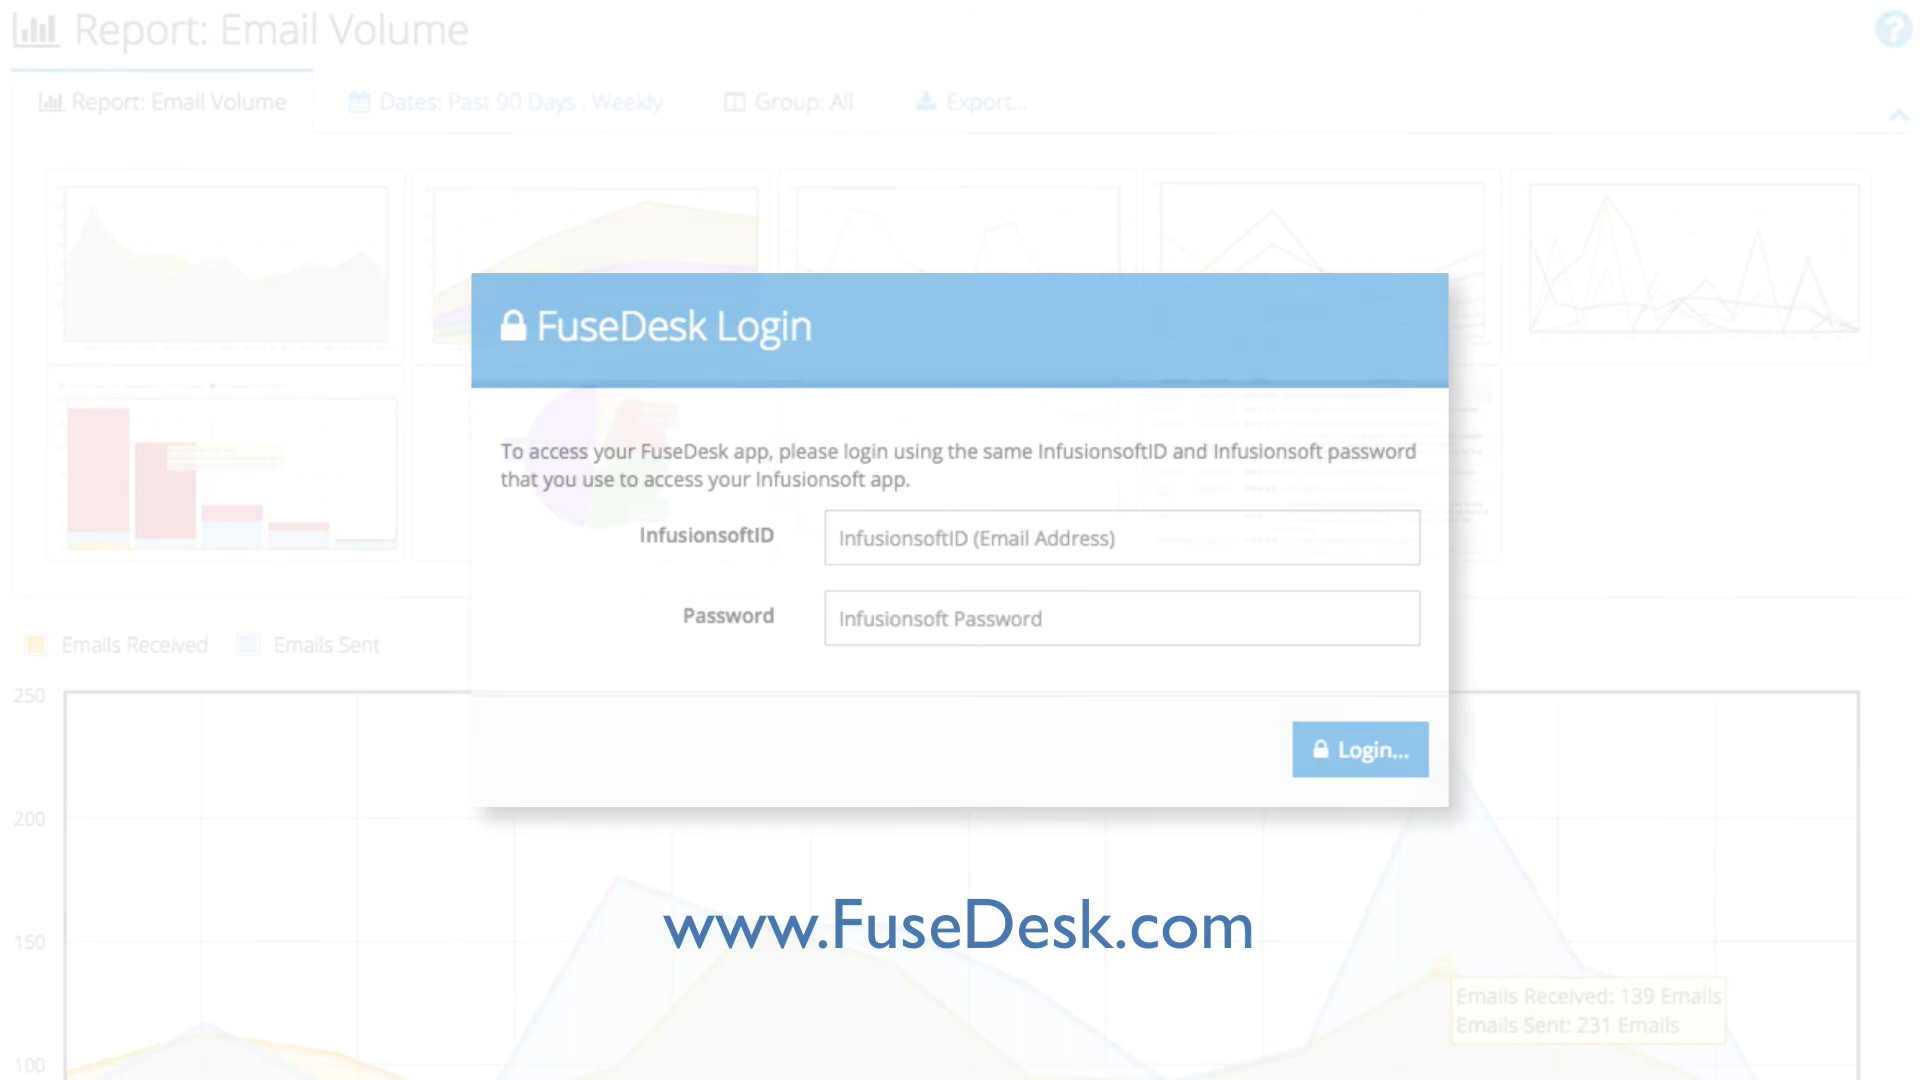 Report: Email Volume
?
Report: Email Volume
Dates: Past 90 Days , Weekly
Group: All
Export...
FuseDesk Login
To access your FuseDesk app, please login using the same InfusionsoftID and Infusionsoft password
that you use to access your Infusionsoft app.
InfusionsoftID
InfusionsoftID (Email Address)
Password
Infusionsoft Password
Login...
Emails Received
Emails Sent
250
200
150
100
www.FuseDesk.com
Emails Received: 139 Emails
Emails Sent: 231 Emails